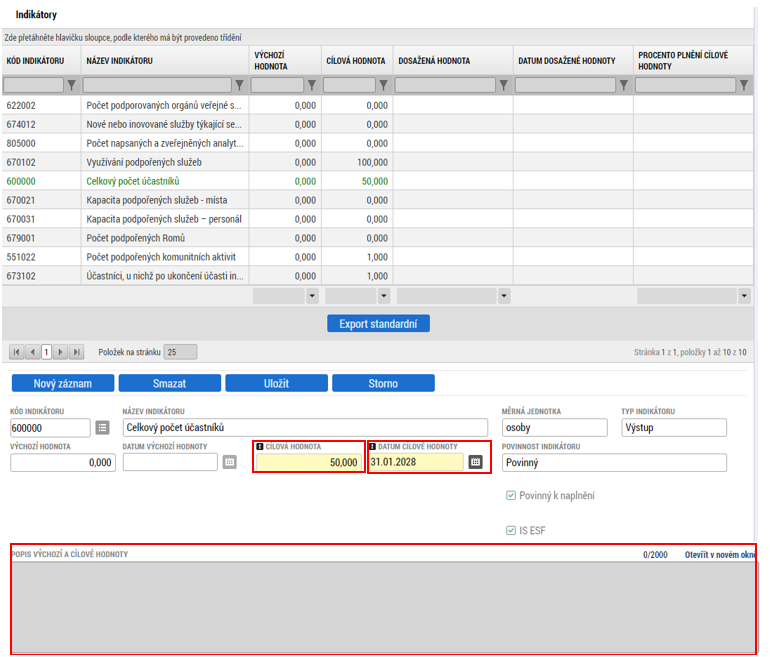 Indikátory
Zde přetáhněte hlavičku sloupce, podle kterého má být provedeno třídění
KÓD INDIKÁTORU NÁZEV INDIKÁTORU VÝCHOZÍ HODNOTA CÍLOVÁ HODNOTA DOSAŽENÁ HODNOTA DATUM DOSAŽENÉ HODNOTY PROCENTO PLNĚNÍ CÍLOVÉ HODNOTY
622002 Počet podporovaných orgánů veřejné s... 0,000 0,000
674012 Nové nebo inovované služby týkající se... 0,000 0,000
805000 Počet napsaných a zveřejněných analyt... 0,000 0,000
670102 Využívání podpořených služeb 0,000 100,000
600000 Celkový počet účastníků 0,000 50,000
670021 Kapacita podpořených služeb - místa 0,000 0,000
670031 Kapacita podpořených služeb – personál 0,000 0,000
679001 Počet podpořených Romů 0,000 0,000
551022 Počet podpořených komunitních aktivit 0,000 1,000
673102 Účastníci, u nichž po ukončení účasti in... 0,000 1,000
Export standardní
1 Položek na stránku 25 Stránka 1 z 1, položky 1 až 10 z 10
Nový záznam Smazat Uložit Storno
KÓD INDIKÁTORU NÁZEV INDIKÁTORU MĚRNÁ JEDNOTKA TYP INDIKÁTORU
600000 Celkový počet účastníků osoby Výstup
VÝCHOZÍ HODNOTA DATUM VÝCHOZÍ HODNOTY CÍLOVÁ HODNOTA DATUM CÍLOVÉ HODNOTY POVINNOST INDIKÁTORU
0,000 50,000 31.01.2028 Povinný
Povinný k naplnění
IS ESF
POPIS VÝCHOZÍ A CÍLOVÉ HODNOTY 0/2000 Otevřít v novém okně